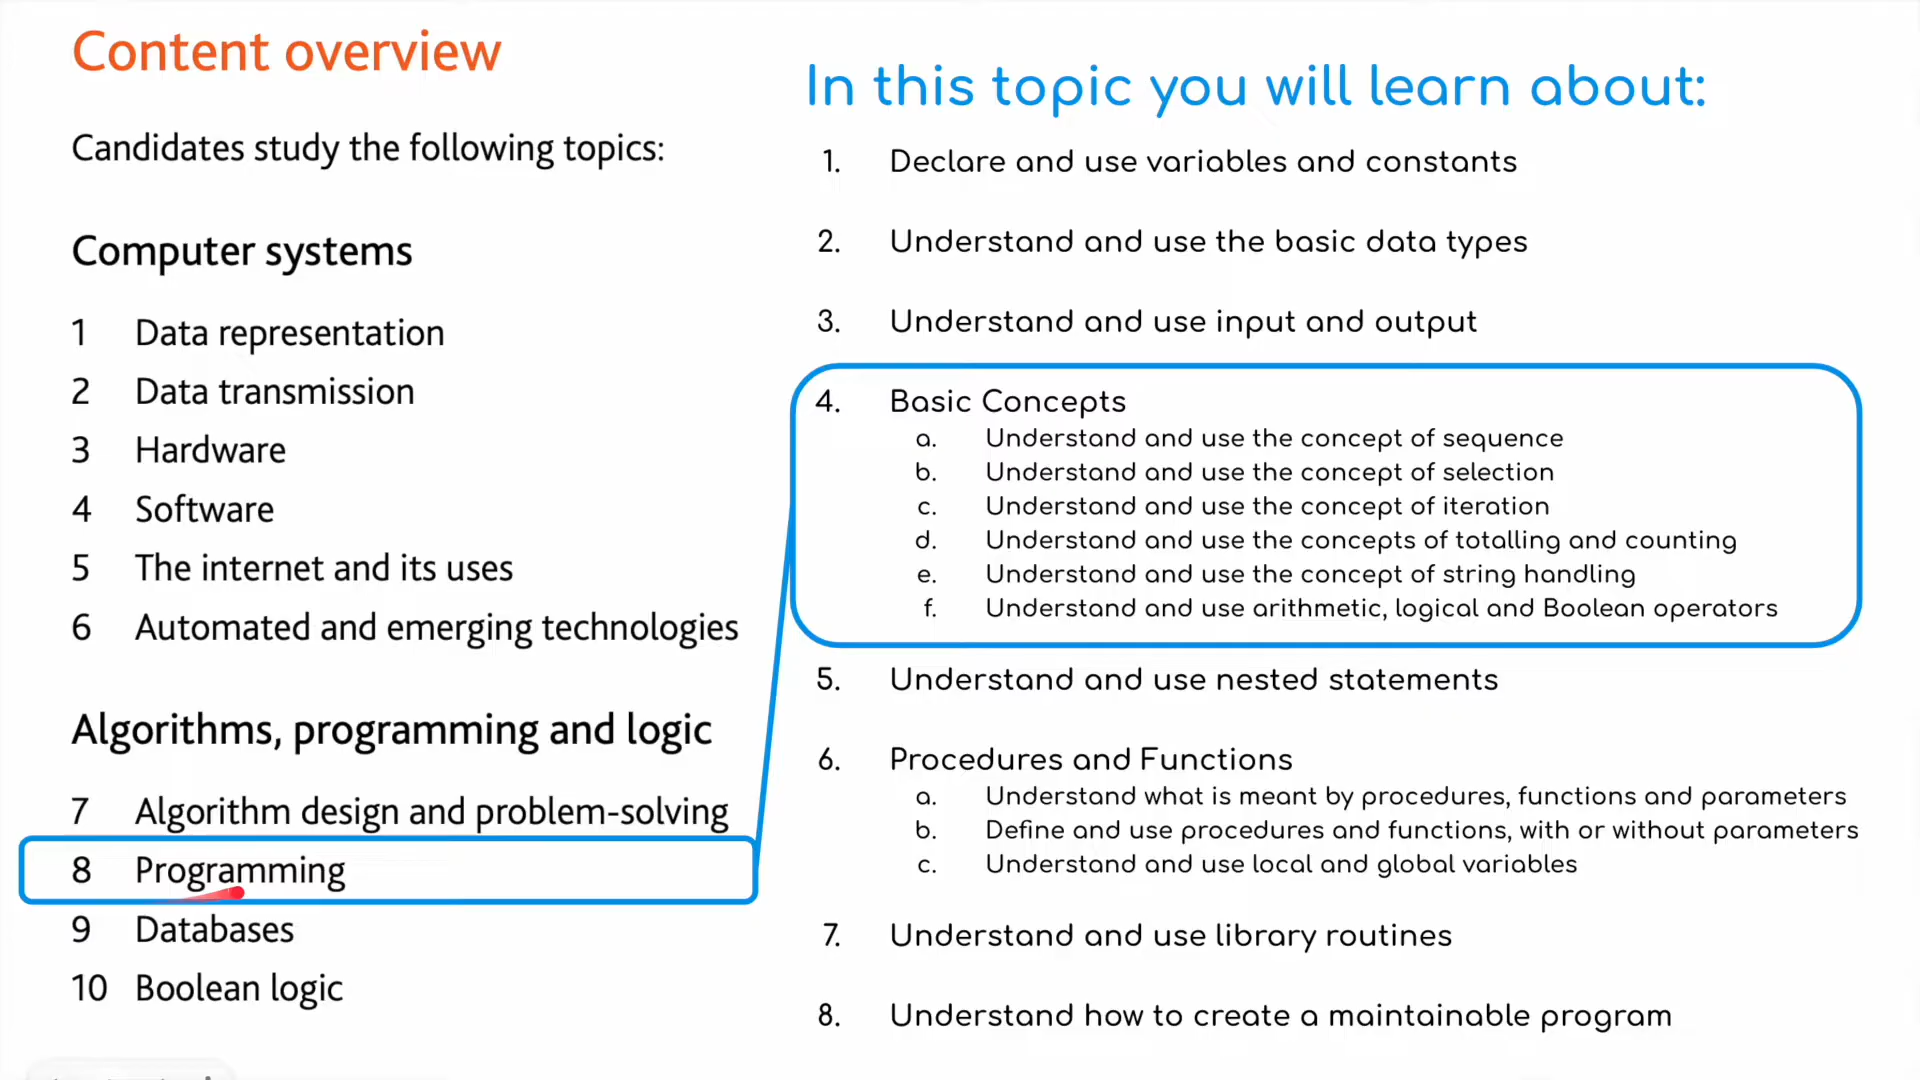 Content overview
Candidates study the following topics:
Computer systems
1 Data representation
2 Data transmission
3 Hardware
4 Software
5 The internet and its uses
6 Automated and emerging technologies
Algorithms, programming and logic
7 Algorithm design and problem-solving
8 Programming
9 Databases
10 Boolean logic
In this topic you will learn about:
1. Declare and use variables and constants
2. Understand and use the basic data types
3. Understand and use input and output
4. Basic Concepts
a. Understand and use the concept of sequence
b. Understand and use the concept of selection
c. Understand and use the concept of iteration
d. Understand and use the concepts of totalling and counting
e. Understand and use the concept of string handling
f. Understand and use arithmetic, logical and Boolean operators
5. Understand and use nested statements
6. Procedures and Functions
a. Understand what is meant by procedures, functions and parameters
b. Define and use procedures and functions, with or without parameters
c. Understand and use local and global variables
7. Understand and use library routines
8. Understand how to create a maintainable program